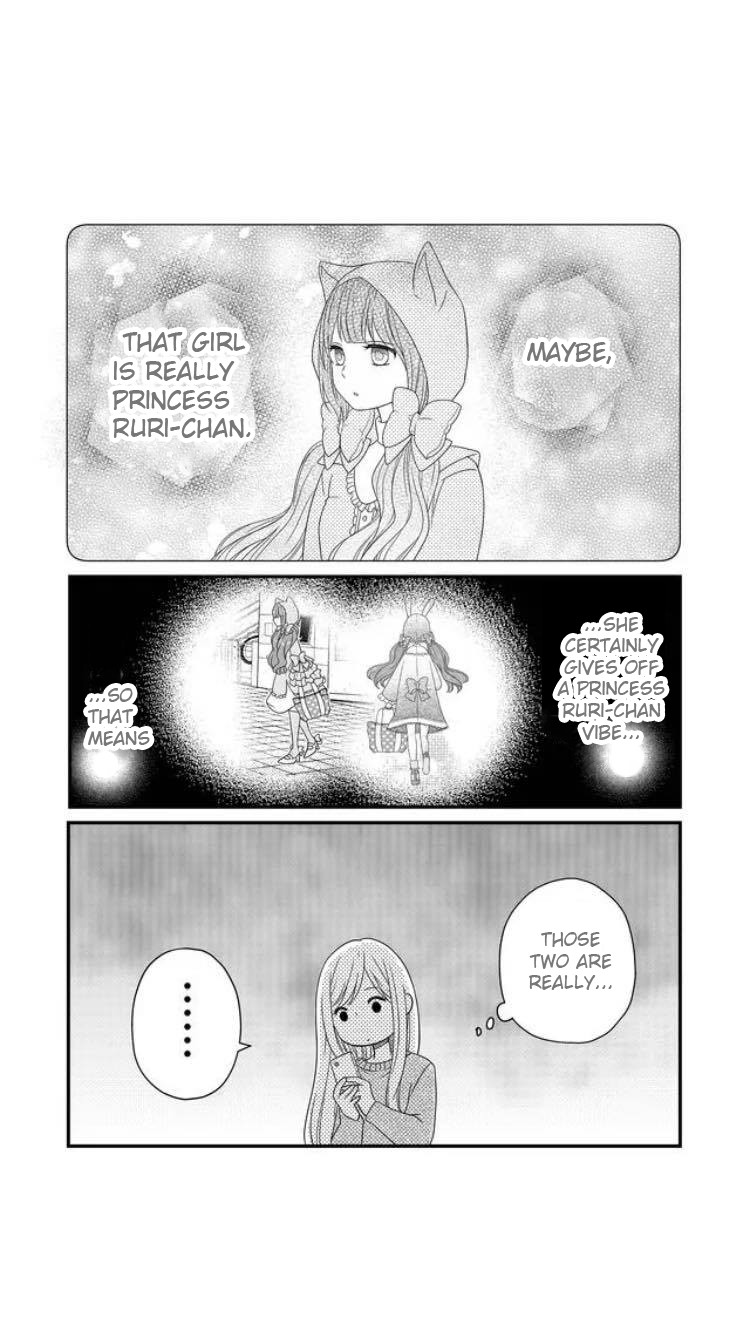 MAYBE,
THAT GIRL
IS REALLY
PRINCESS
RURI-CHAN.
...SHE
CERTAINLY
GIVES OFF
A PRINCESS
RURI-CHAN
VIBE...
...SO
THAT
MEANS
THOSE
TWO ARE
REALLY...
......